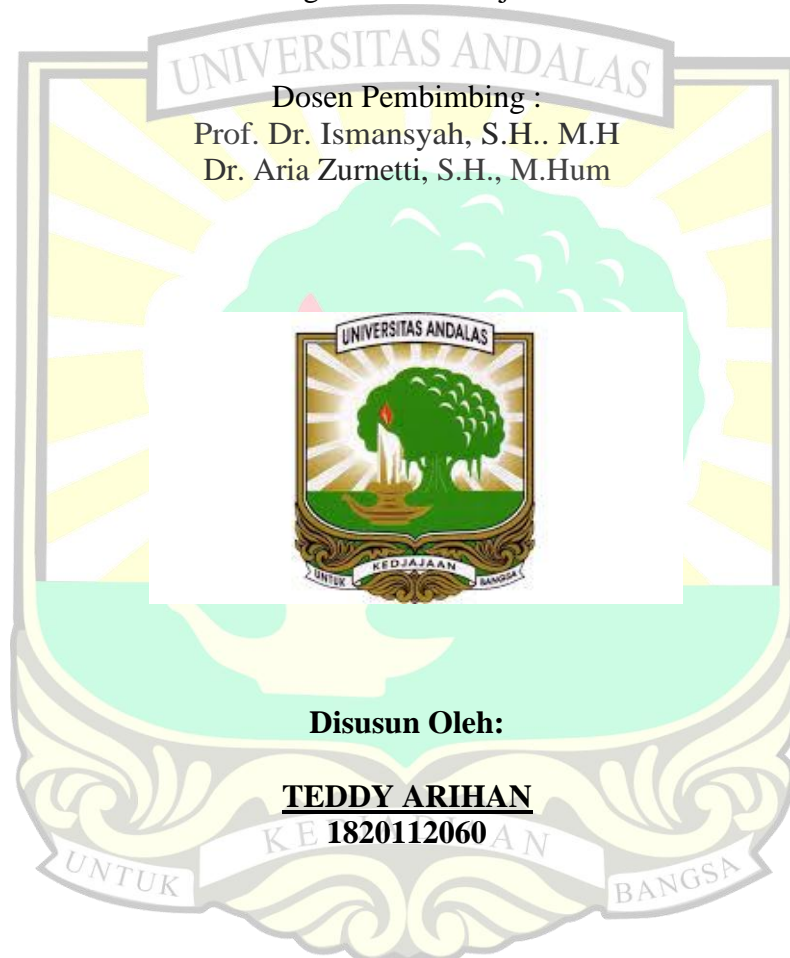 UNIVERSITAS ANDALAS
Dosen Pembimbing :
Prof. Dr. Ismansyah, S.H.. M.H
Dr. Aria Zurnetti, S.H., M.Hum
UNIVERSITAS ANDALAS
UNTUK KEDJAJAAN BANGSA
Disusun Oleh:
TEDDY ARIHAN
1820112060
UNTUK KEDJAJAAN BANGSA